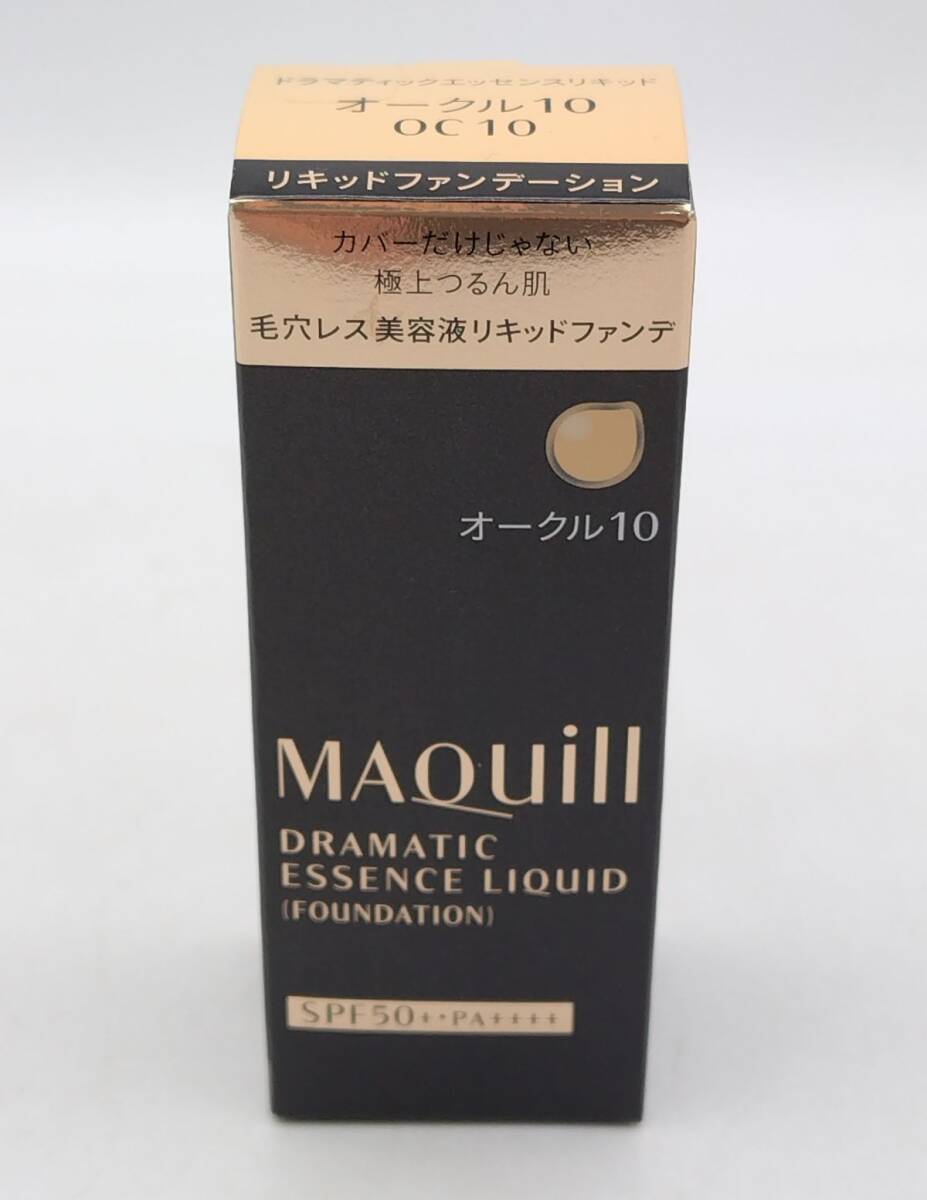 ドラマティックエッセンスリキッド
オークル10
OC10
リキッドファンデーション
カバーだけじゃない
極上つるん肌
毛穴レス美容液リキッドファンデ
オークル10
MAQuill
DRAMATIC
ESSENCE LIQUID
(FOUNDATION)
SPF50+・PA++++